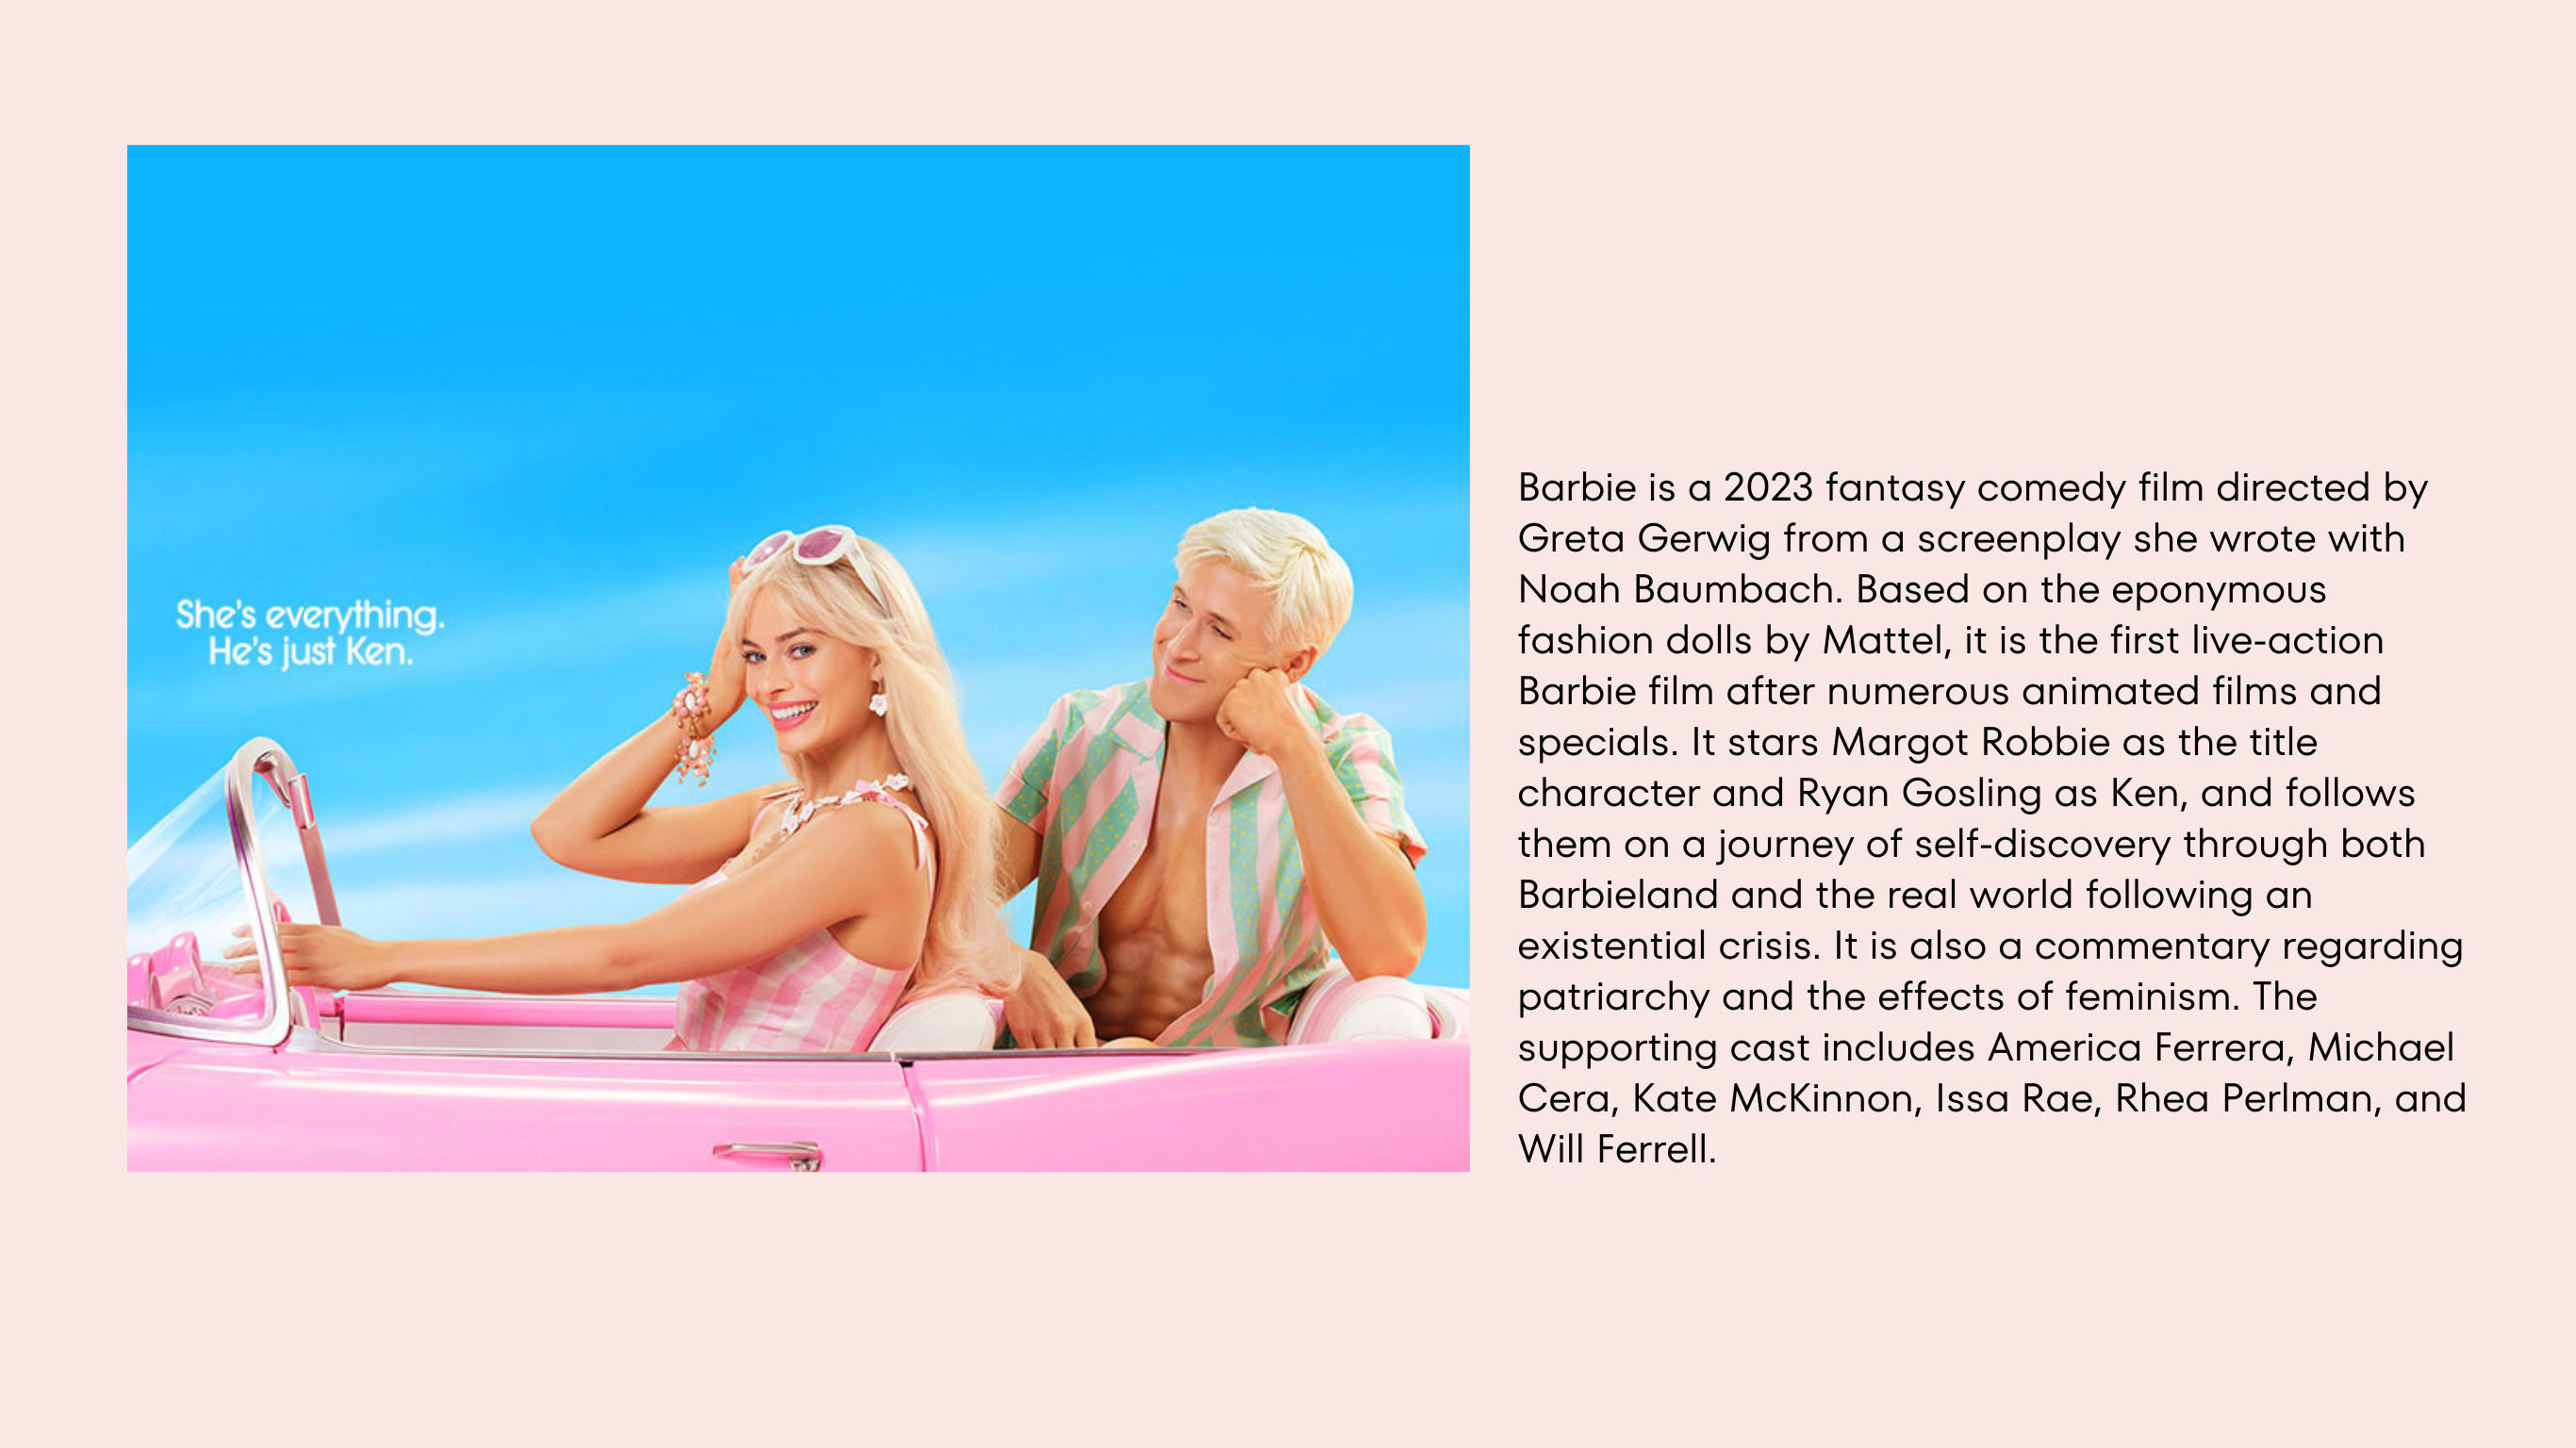 She's everything.
He's just Ken.
Barbie is a 2023 fantasy comedy film directed by
Greta Gerwig from a screenplay she wrote with
Noah Baumbach. Based on the eponymous
fashion dolls by Mattel, it is the first live-action
Barbie film after numerous animated films and
specials. It stars Margot Robbie as the title
character and Ryan Gosling as Ken, and follows
them on a journey of self-discovery through both
Barbieland and the real world following an
existential crisis. It is also a commentary regarding
patriarchy and the effects of feminism. The
supporting cast includes America Ferrera, Michael
Cera, Kate McKinnon, Issa Rae, Rhea Perlman, and
Will Ferrell.